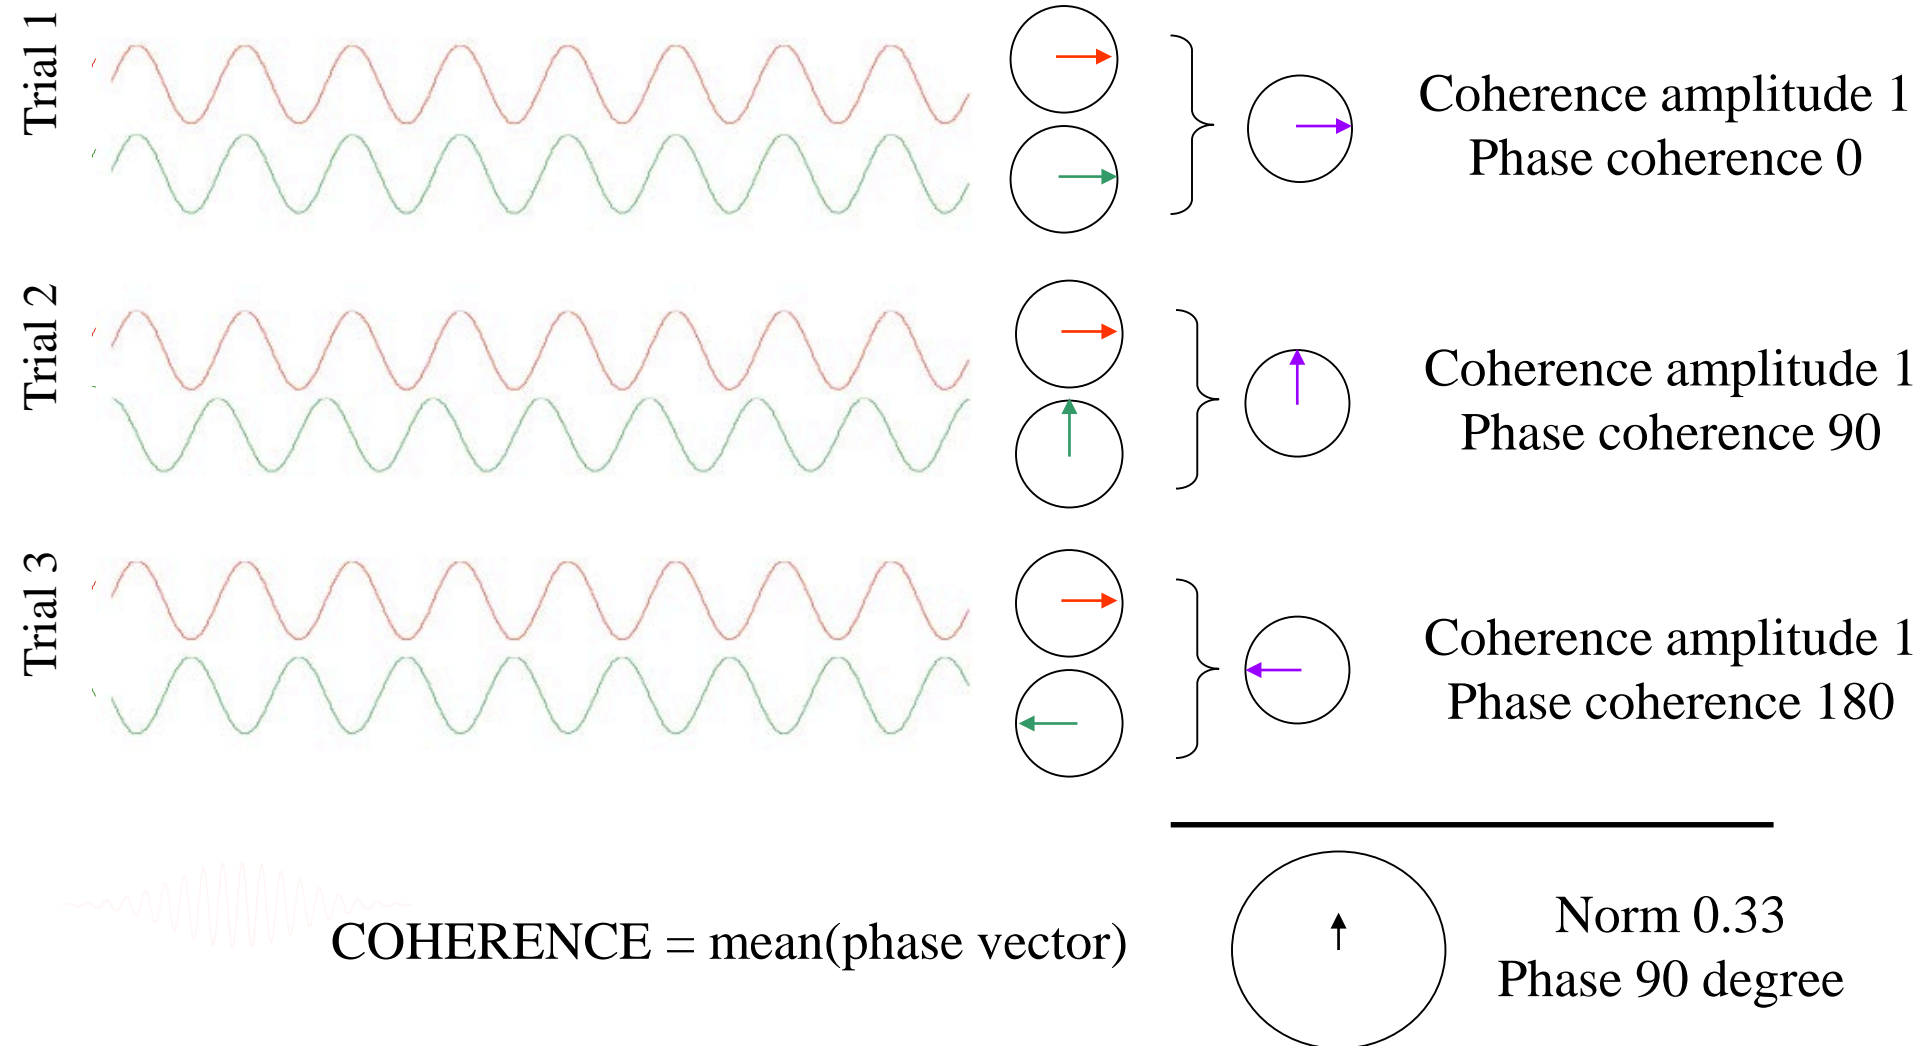 Trial 1
Coherence amplitude 1
Phase coherence 0
Trial 2
Coherence amplitude 1
Phase coherence 90
Trial 3
Coherence amplitude 1
Phase coherence 180
COHERENCE = mean(phase vector)
Norm 0.33
Phase 90 degree